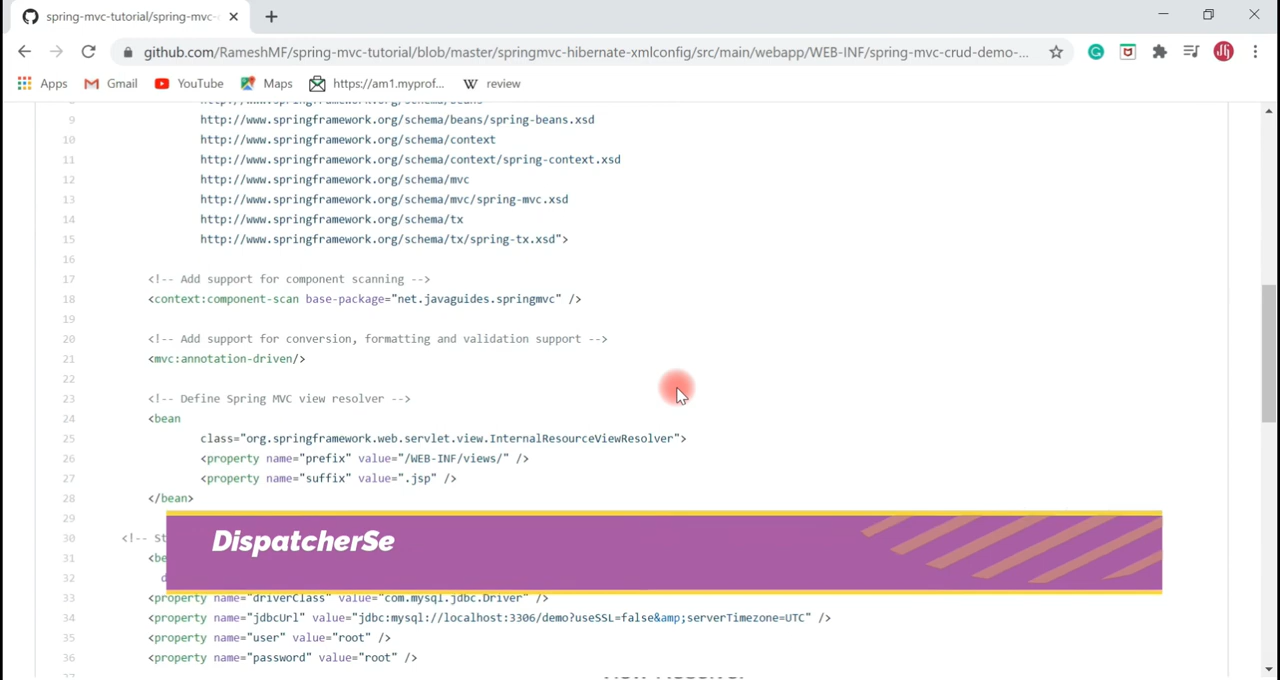 spring-mvc-tutorial/spring-mvc-
github.com/RameshMF/spring-mvc-tutorial/blob/master/springmvc-hibernate-xmlconfig/src/main/webapp/WEB-INF/spring-mvc-crud-demo-...
Apps Gmail YouTube Maps https://am1.myprof... review
9 http://www.springframework.org/schema/beans/spring-beans.xsd
10 http://www.springframework.org/schema/context
11 http://www.springframework.org/schema/context/spring-context.xsd
12 http://www.springframework.org/schema/mvc
13 http://www.springframework.org/schema/mvc/spring-mvc.xsd
14 http://www.springframework.org/schema/tx
15 http://www.springframework.org/schema/tx/spring-tx.xsd">
16
17 <!-- Add support for component scanning -->
18 <context:component-scan base-package="net.javaguides.springmvc" />
19
20 <!-- Add support for conversion, formatting and validation support -->
21 <mvc:annotation-driven/>
22
23 <!-- Define Spring MVC view resolver -->
24 <bean
25 class="org.springframework.web.servlet.view.InternalResourceViewResolver">
26 <property name="prefix" value="/WEB-INF/views/" />
27 <property name="suffix" value=".jsp" />
28 </bean>
29
30 <!-- St
DispatcherSe
31 <be
32
33 <property name="driverClass" value="com.mysql.jdbc.Driver" />
34 <property name="jdbcUrl" value="jdbc:mysql://localhost:3306/demo?useSSL=false&amp;serverTimezone=UTC" />
35 <property name="user" value="root" />
36 <property name="password" value="root" />